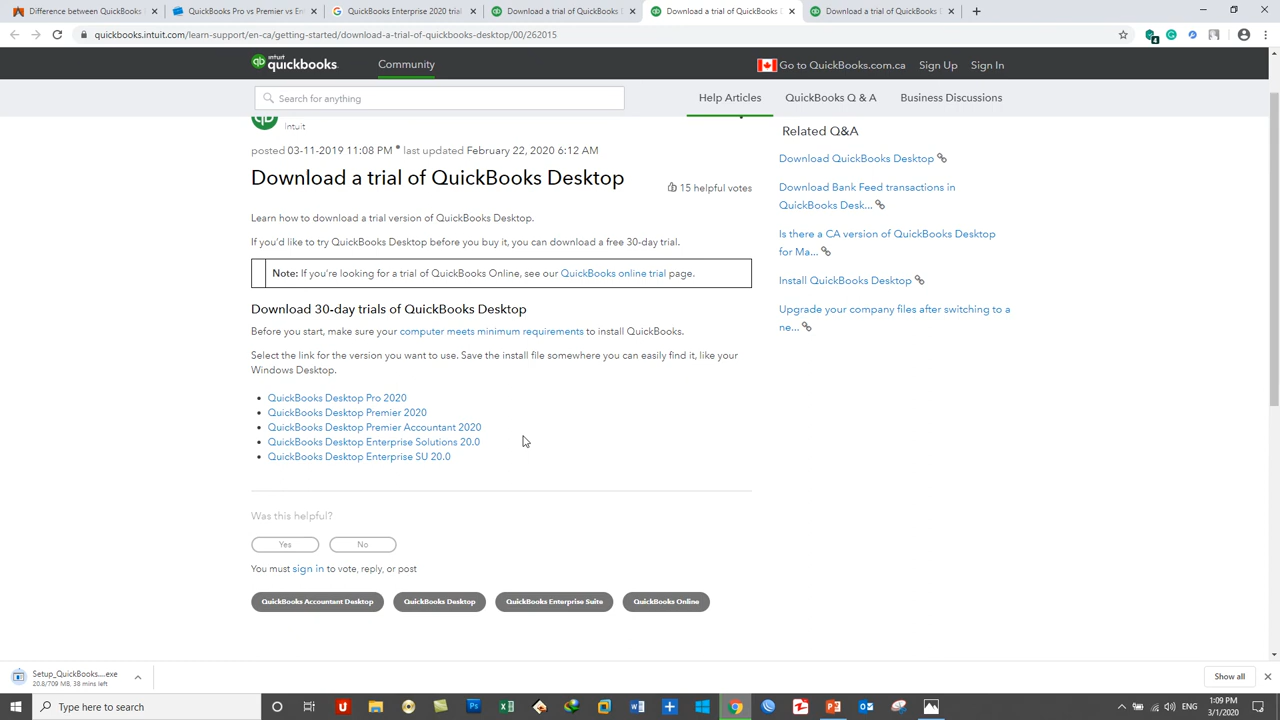 Difference between QuickBooks
QuickBooks Pro vs Premier vs Ent
QuickBooks Enterprise 2020 trial
Download a trial of QuickBooks D
Download a trial of QuickBooks D
Download a trial of QuickBooks D
quickbooks.intuit.com/learn-support/en-ca/getting-started/download-a-trial-of-quickbooks-desktop/00/262015
4
intuit
quickbooks.
Community
Go to QuickBooks.com.ca
Sign Up
Sign In
Search for anything
Help Articles
QuickBooks Q & A
Business Discussions
qb
Intuit
posted 03-11-2019 11:08 PM • last updated February 22, 2020 6:12 AM
Download a trial of QuickBooks Desktop
15 helpful votes
Learn how to download a trial version of QuickBooks Desktop.
If you'd like to try QuickBooks Desktop before you buy it, you can download a free 30-day trial.
Note: If you're looking for a trial of QuickBooks Online, see our QuickBooks online trial page.
Download 30-day trials of QuickBooks Desktop
Before you start, make sure your computer meets minimum requirements to install QuickBooks.
Select the link for the version you want to use. Save the install file somewhere you can easily find it, like your
Windows Desktop.
• QuickBooks Desktop Pro 2020
• QuickBooks Desktop Premier 2020
• QuickBooks Desktop Premier Accountant 2020
• QuickBooks Desktop Enterprise Solutions 20.0
• QuickBooks Desktop Enterprise SU 20.0
Was this helpful?
Yes
No
You must sign in to vote, reply, or post
QuickBooks Accountant Desktop
QuickBooks Desktop
QuickBooks Enterprise Suite
QuickBooks Online
Related Q&A
Download QuickBooks Desktop
Download Bank Feed transactions in
QuickBooks Desk...
Is there a CA version of QuickBooks Desktop
for Ma...
Install QuickBooks Desktop
Upgrade your company files after switching to a
ne...
Setup_QuickBooks....exe
20.8/709 MB, 38 mins left
Show all
Type here to search
1:09 PM
3/1/2020